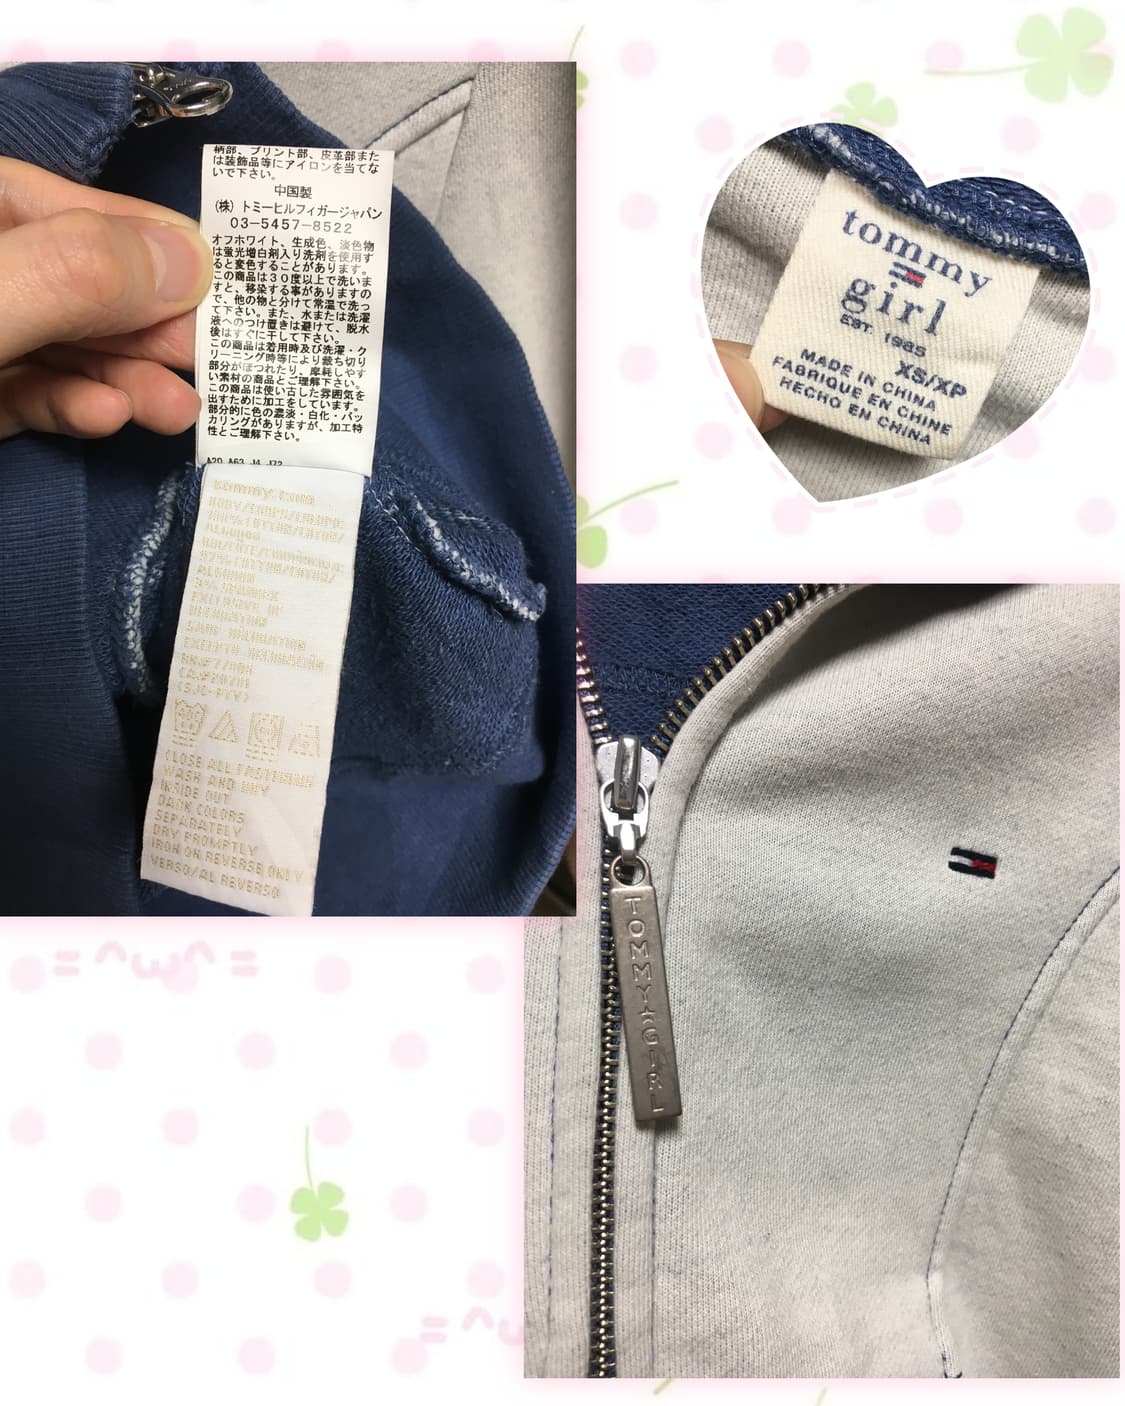 柄部、プリント部、皮革部また
は装飾品等にアイロンを当てな
いで下さい。
中国製
(株) トミーヒルフィガージャパン
03-5457-8522
オフホワイト、生成色、淡色物
は蛍光増白剤入り洗剤を使用す
ると変色することがあります。
この商品は30度以上で洗いま
すと、移染する事がありますの
で、他の物と分けて常温で洗っ
て下さい。また、水または洗濯
液へのつけ置きは避けて、脱水
後はすぐに干して下さい。
この商品は着用時及び洗濯・ク
リーニング時等により裁ち切り
部分がほつれたり、摩耗しやす
い素材の商品とご理解下さい。
この商品は使い古した雰囲気を
出すために加工をしています。
部分的に色の濃淡・白化・バッ
カリングがありますが、加工特
性とご理解下さい。
CLOSE ALL FASTENERS
WASH AND DRY
INSIDE OUT
DARK COLORS
SEPARATELY
DRY PROMPTLY
IRON ON REVERSE ONLY
VERSO/AL REVERSO
tommy
girl
EST. 1985
XS/XP
MADE IN CHINA
FABRIQUE EN CHINE
HECHO EN CHINA
TOMMY★GIRL
=^ω^=
=^ω